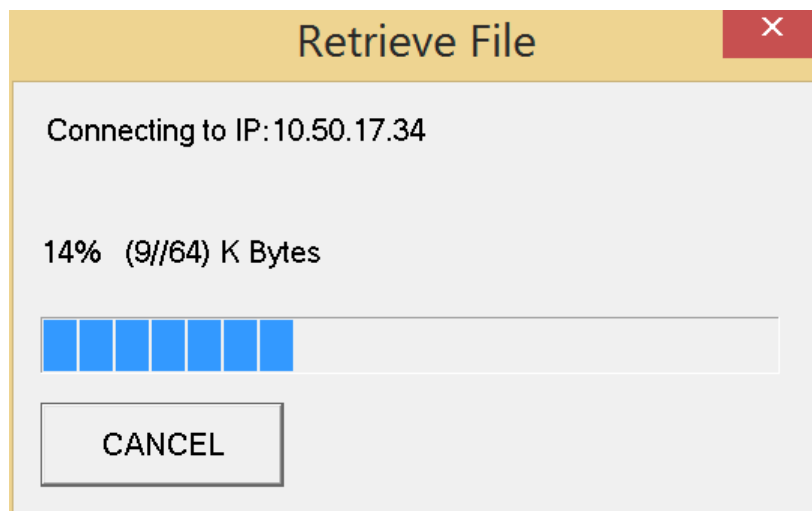 Retrieve File
Connecting to IP:10.50.17.34
14% (9//64) K Bytes
CANCEL